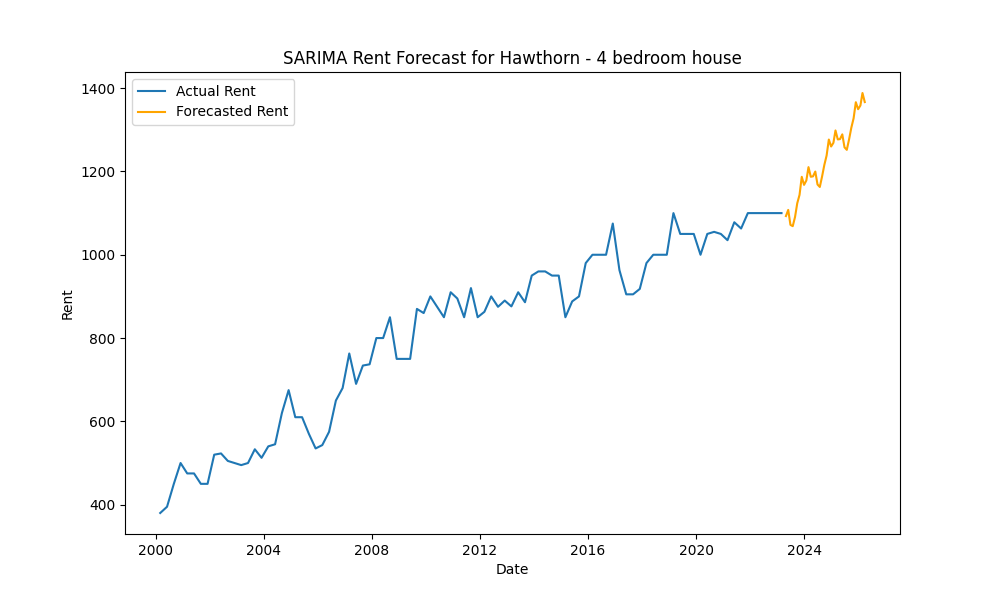 SARIMA Rent Forecast for Hawthorn - 4 bedroom house
Actual Rent
Forecasted Rent
1400
1200
1000
800
600
400
Rent
2000 2004 2008 2012 2016 2020 2024
Date